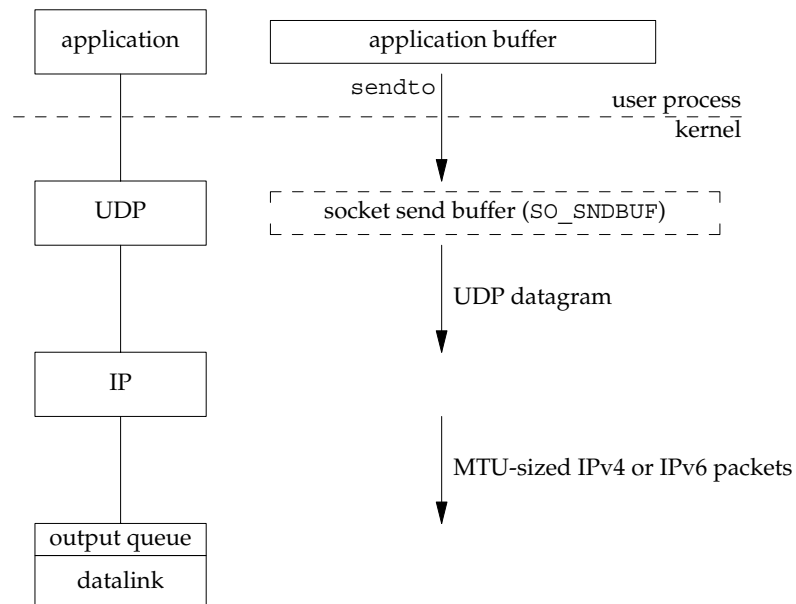 application
application buffer
sendto
user process
kernel
UDP
socket send buffer (SO_SNDBUF)
UDP datagram
IP
MTU-sized IPv4 or IPv6 packets
output queue
datalink